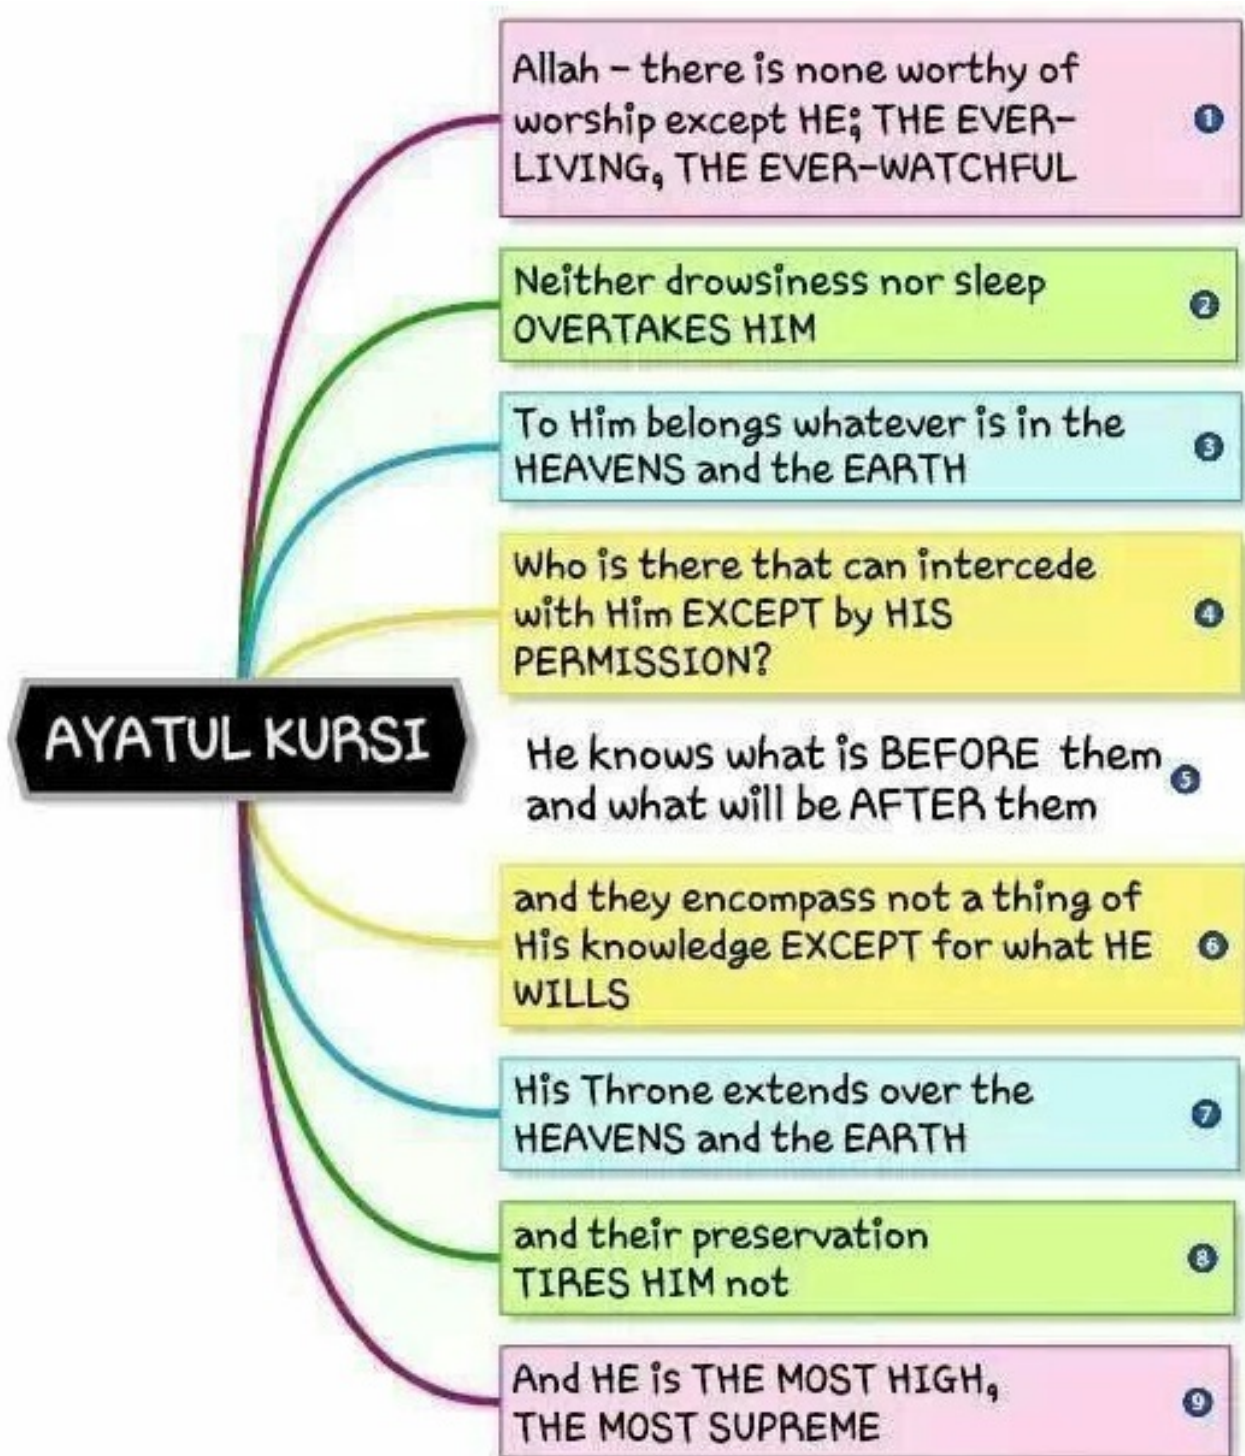 Allah – there is none worthy of
worship except HE; THE EVER-
LIVING, THE EVER-WATCHFUL
1
Neither drowsiness nor sleep
OVERTAKES HIM
2
To Him belongs whatever is in the
HEAVENS and the EARTH
3
Who is there that can intercede
with Him EXCEPT by HIS
PERMISSION?
4
AYATUL KURSI
He knows what is BEFORE them
and what will be AFTER them
5
and they encompass not a thing of
His knowledge EXCEPT for what HE
WILLS
6
His Throne extends over the
HEAVENS and the EARTH
7
and their preservation
TIRES HIM not
8
And HE is THE MOST HIGH,
THE MOST SUPREME
9